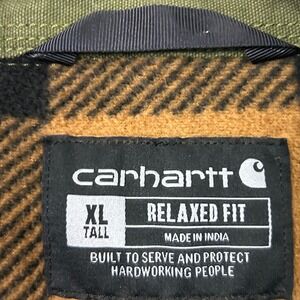 carhartt
XL
TALL
RELAXED FIT
MADE IN INDIA
BUILT TO SERVE AND PROTECT
HARDWORKING PEOPLE